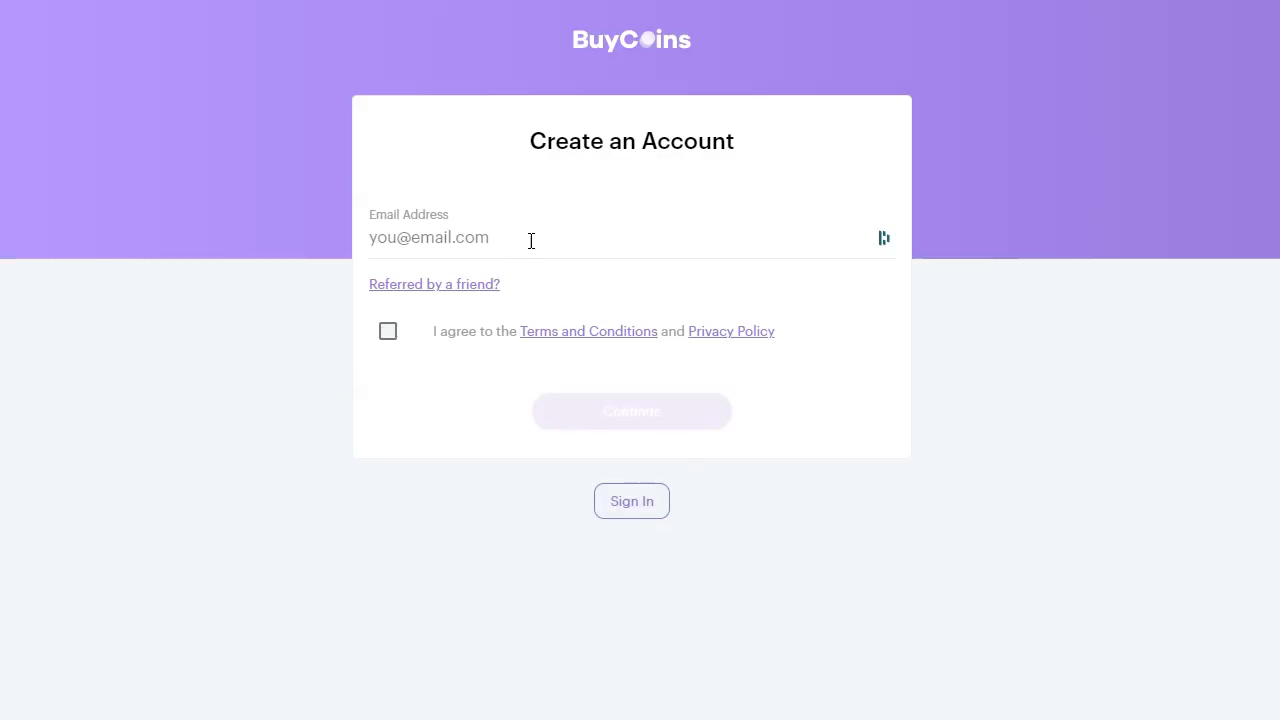 BuyCoins
Create an Account
Email Address
you@email.com
Referred by a friend?
I agree to the Terms and Conditions and Privacy Policy
Continue
Sign In